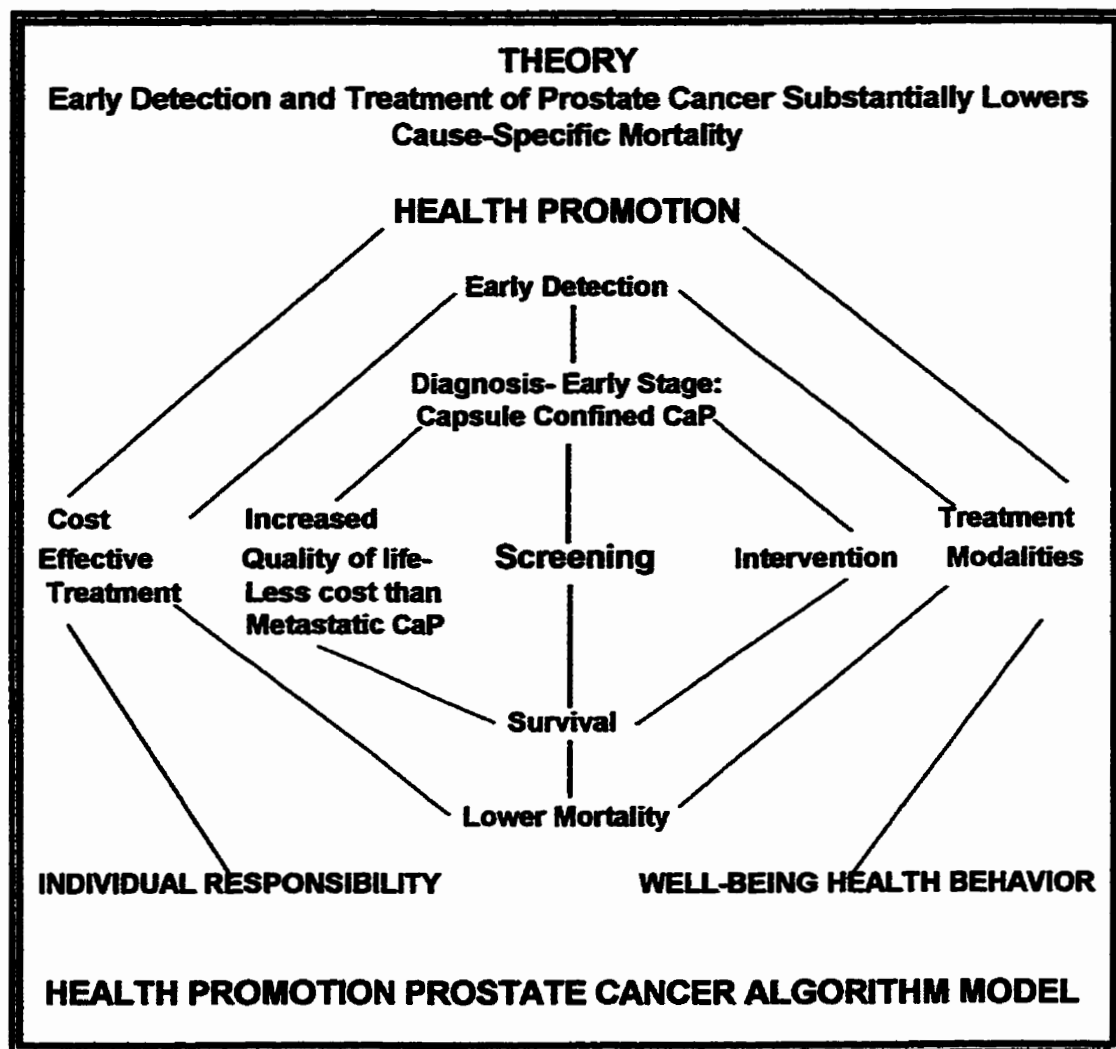 THEORY
Early Detection and Treatment of Prostate Cancer Substantially Lowers
Cause-Specific Mortality
HEALTH PROMOTION
Early Detection
Diagnosis- Early Stage:
Capsule Confined CaP
Cost
Effective
Treatment
Increased
Quality of life-
Less cost than
Metastatic CaP
Screening
Intervention
Treatment
Modalities
Survival
Lower Mortality
INDIVIDUAL RESPONSIBILITY
WELL-BEING HEALTH BEHAVIOR
HEALTH PROMOTION PROSTATE CANCER ALGORITHM MODEL